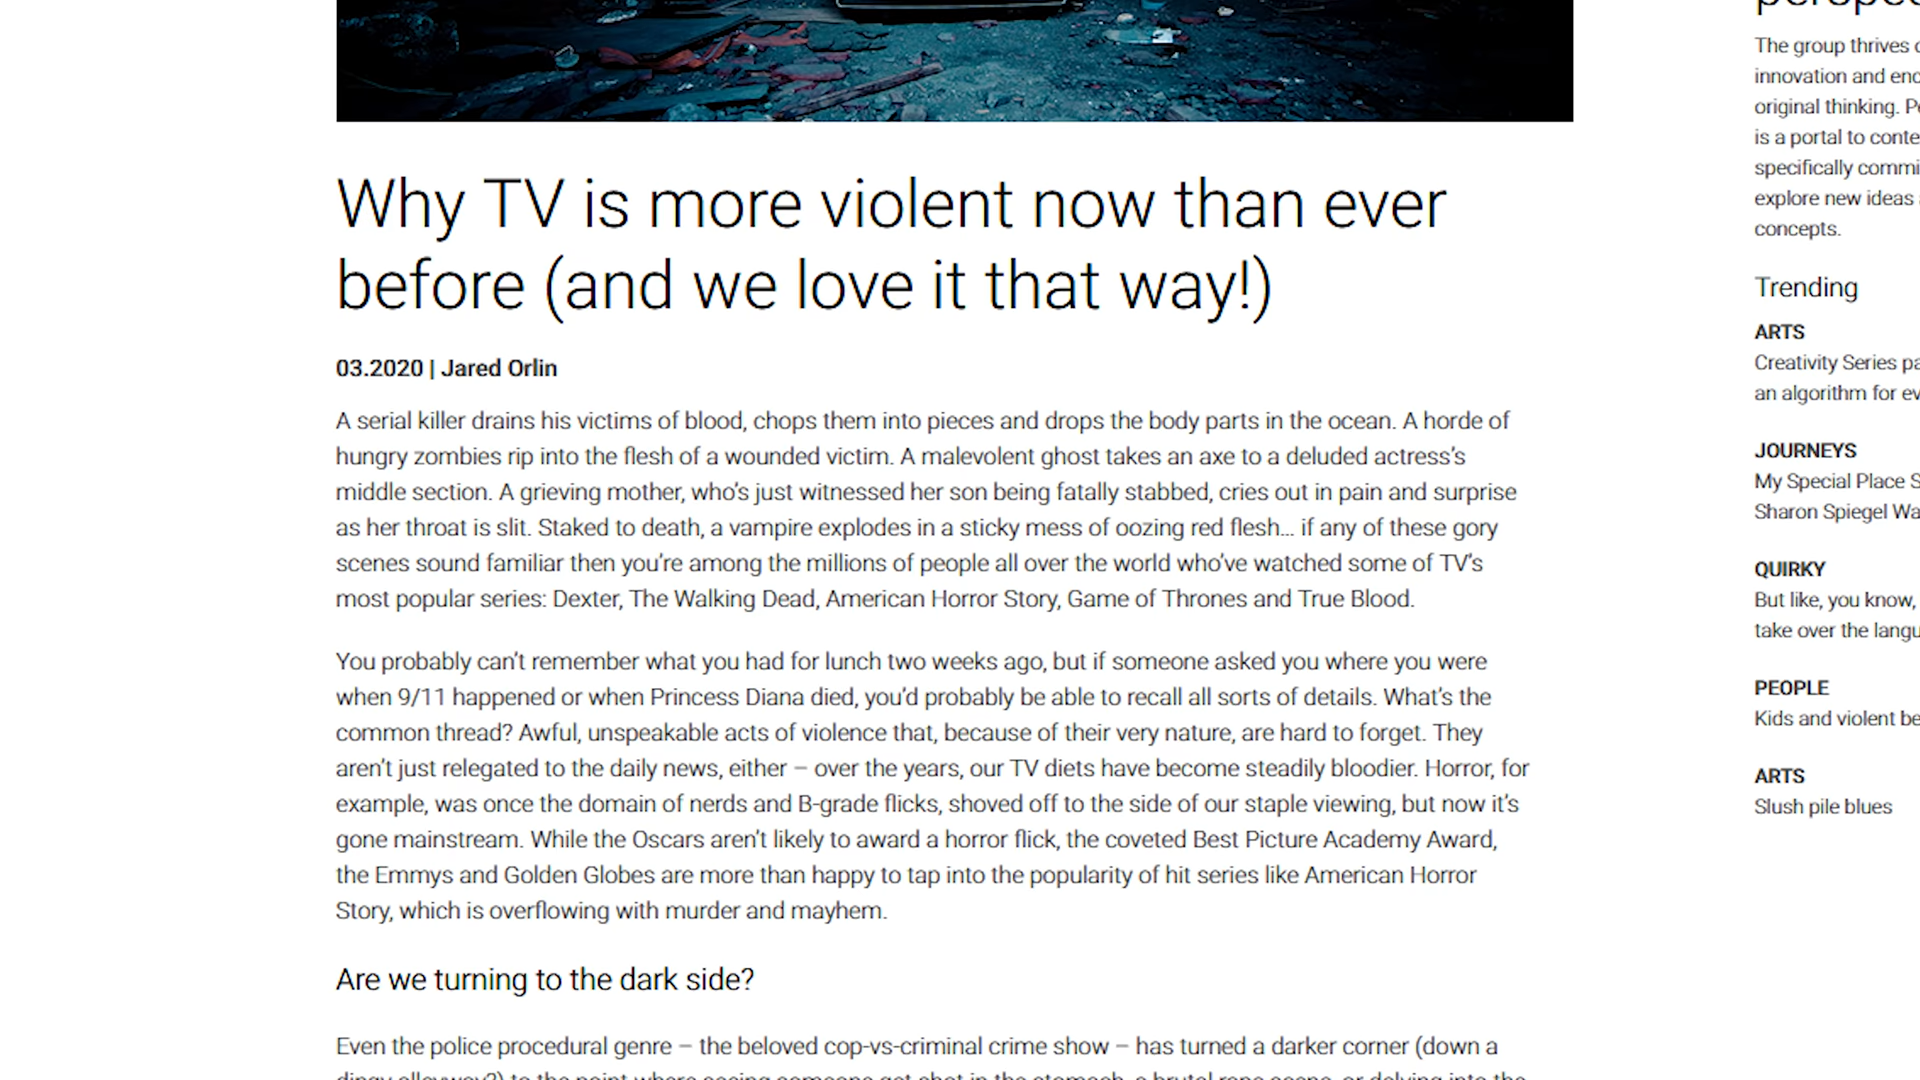 Why TV is more violent now than ever
before (and we love it that way!)
03.2020 | Jared Orlin
A serial killer drains his victims of blood, chops them into pieces and drops the body parts in the ocean. A horde of
hungry zombies rip into the flesh of a wounded victim. A malevolent ghost takes an axe to a deluded actress's
middle section. A grieving mother, who's just witnessed her son being fatally stabbed, cries out in pain and surprise
as her throat is slit. Staked to death, a vampire explodes in a sticky mess of oozing red flesh... if any of these gory
scenes sound familiar then you're among the millions of people all over the world who've watched some of TV's
most popular series: Dexter, The Walking Dead, American Horror Story, Game of Thrones and True Blood.
You probably can't remember what you had for lunch two weeks ago, but if someone asked you where you were
when 9/11 happened or when Princess Diana died, you'd probably be able to recall all sorts of details. What's the
common thread? Awful, unspeakable acts of violence that, because of their very nature, are hard to forget. They
aren't just relegated to the daily news, either – over the years, our TV diets have become steadily bloodier. Horror, for
example, was once the domain of nerds and B-grade flicks, shoved off to the side of our staple viewing, but now it's
gone mainstream. While the Oscars aren't likely to award a horror flick, the coveted Best Picture Academy Award,
the Emmys and Golden Globes are more than happy to tap into the popularity of hit series like American Horror
Story, which is overflowing with murder and mayhem.
Are we turning to the dark side?
Even the police procedural genre – the beloved cop-vs-criminal crime show – has turned a darker corner (down a
The group thrives
innovation and
original thinking.
is a portal to
specifically
explore new ideas
concepts.
Trending
ARTS
Creativity Series
an algorithm for
JOURNEYS
My Special Place
Sharon Spiegel
QUIRKY
But like, you know,
take over the
PEOPLE
Kids and violent
ARTS
Slush pile blues